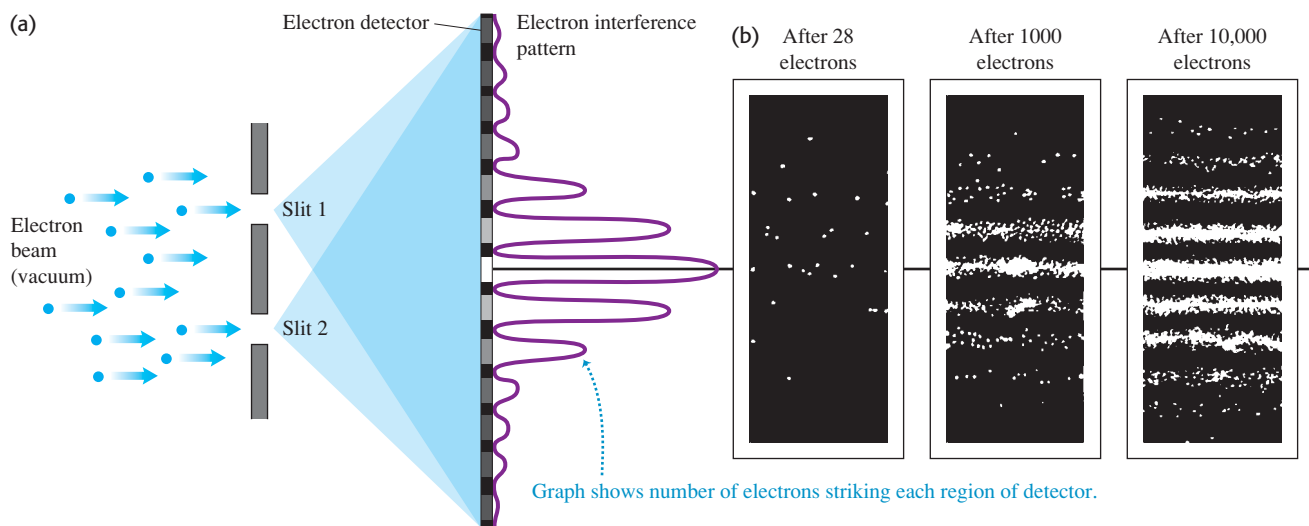 (a)
Electron detector
Electron interference
pattern
Slit 1
Electron
beam
(vacuum)
Slit 2
Graph shows number of electrons striking each region of detector.
(b)
After 28
electrons
After 1000
electrons
After 10,000
electrons